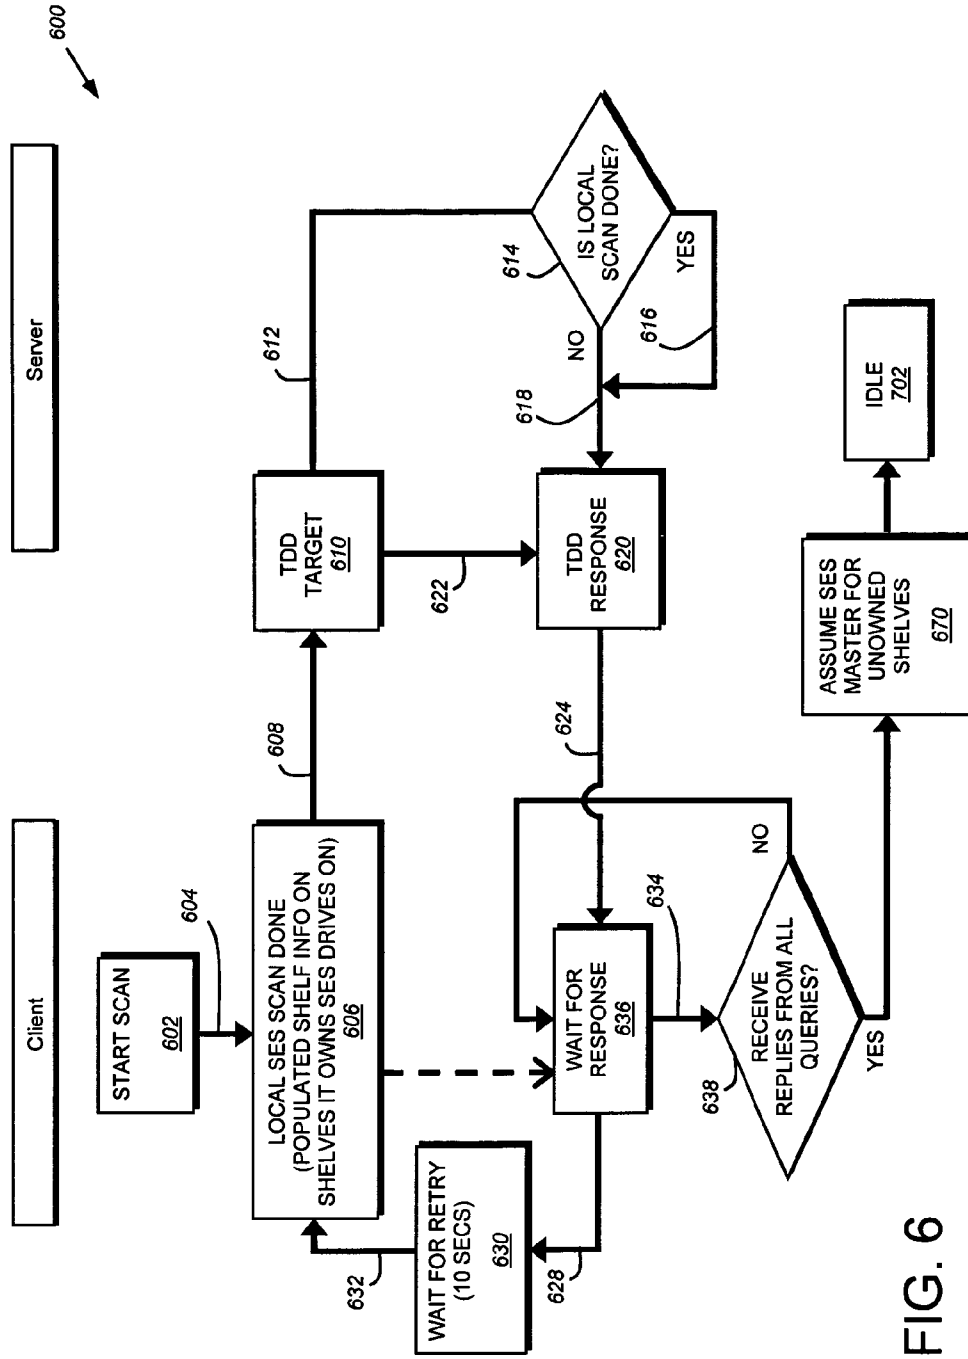 600
Client
Server
START SCAN
602
604
LOCAL SES SCAN DONE
(POPULATED SHELF INFO ON
SHELVES IT OWNS SES DRIVES ON)
606
608
TDD
TARGET
610
612
614
IS LOCAL
SCAN DONE?
YES
616
NO
618
TDD
RESPONSE
620
622
624
WAIT FOR RETRY
(10 SECS)
630
632
628
WAIT FOR
RESPONSE
636
634
638
RECEIVE
REPLIES FROM ALL
QUERIES?
NO
YES
ASSUME SES
MASTER FOR
UNOWNED
SHELVES
670
IDLE
702
FIG. 6